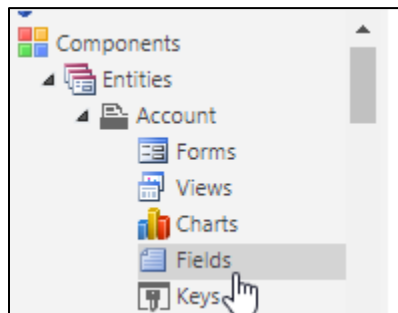 Components
Entities
Account
Forms
Views
Charts
Fields
Keys